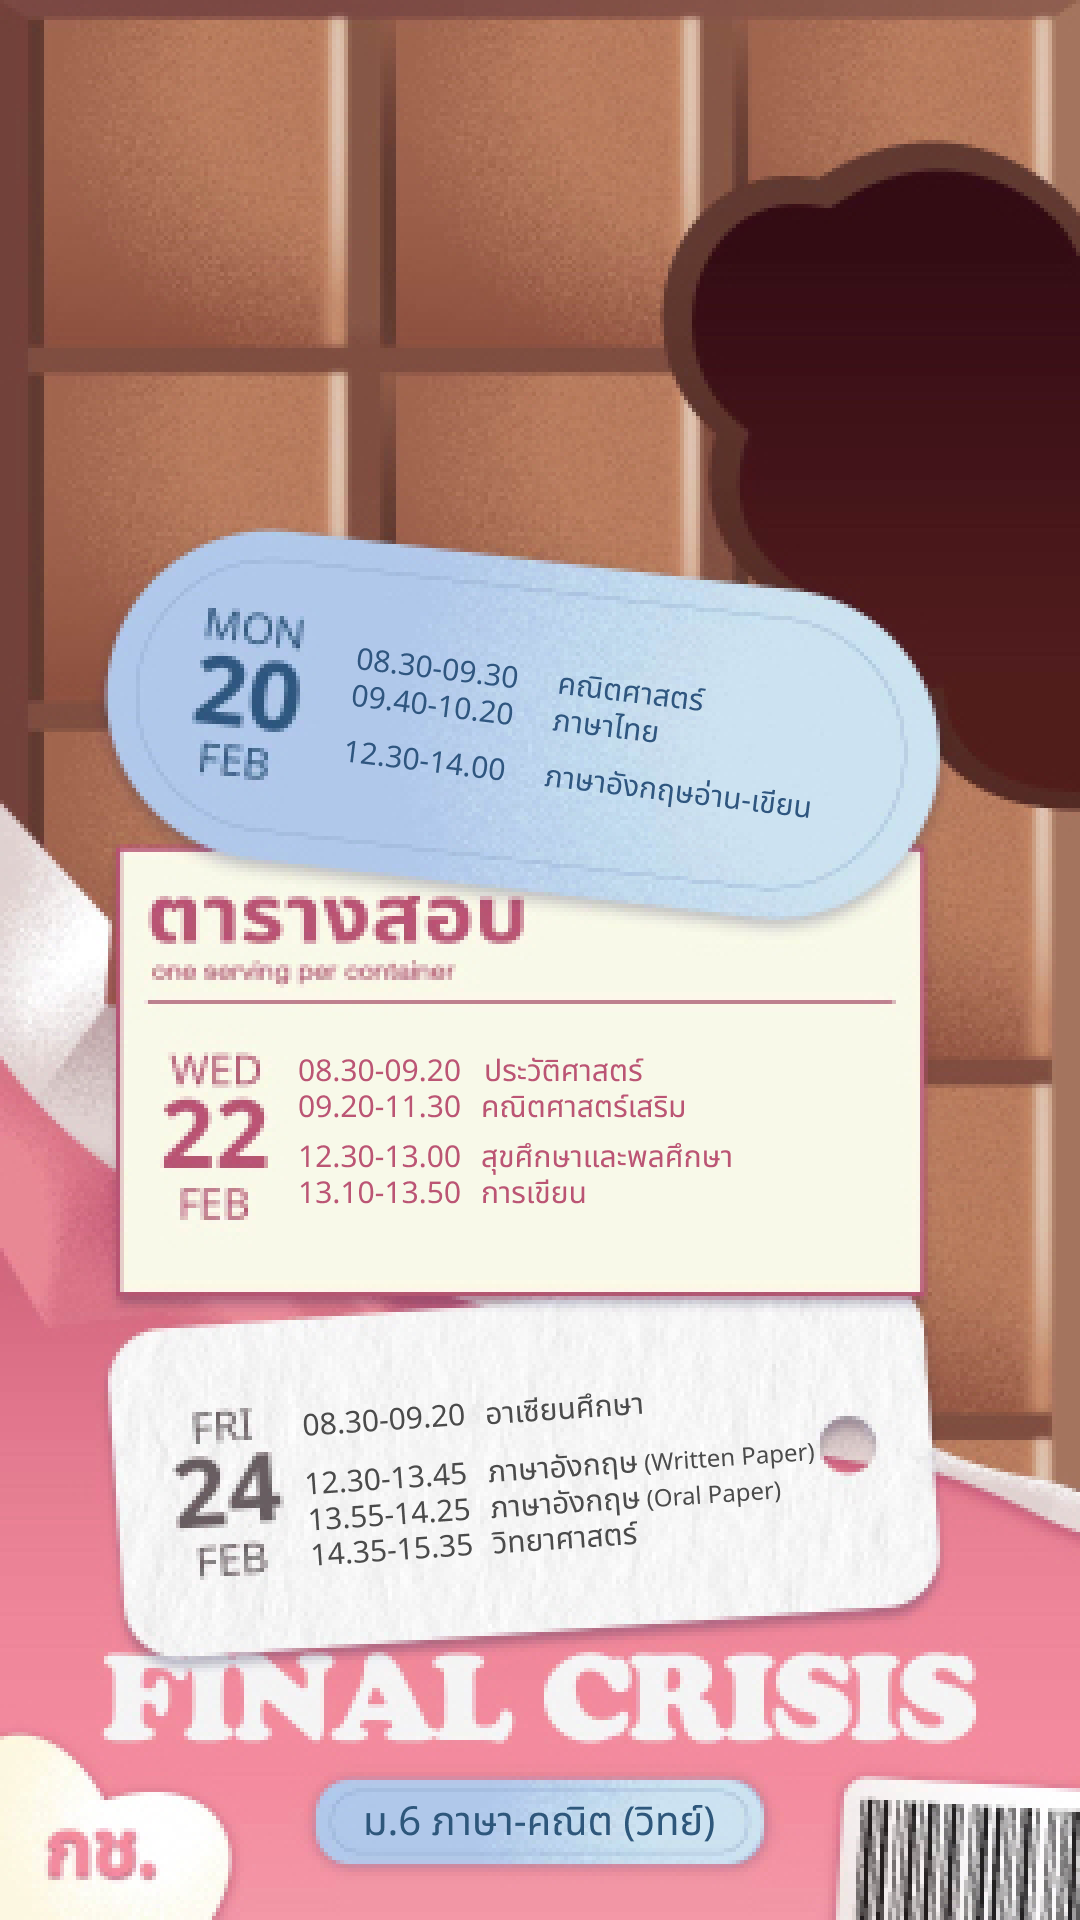 MON
20
FEB
08.30-09.30 คณิตศาสตร์
09.40-10.20 ภาษาไทย
12.30-14.00 ภาษาอังกฤษอ่าน-เขียน
ตารางสอบ
one serving per container
WED
22
FEB
08.30-09.20 ประวัติศาสตร์
09.20-11.30 คณิตศาสตร์เสริม
12.30-13.00 สุขศึกษาและพลศึกษา
13.10-13.50 การเขียน
FRI
24
FEB
08.30-09.20 อาเซียนศึกษา
12.30-13.45 ภาษาอังกฤษ (Written Paper)
13.55-14.25 ภาษาอังกฤษ (Oral Paper)
14.35-15.35 วิทยาศาสตร์
FINAL CRISIS
กช.
ม.6 ภาษา-คณิต (วิทย์)